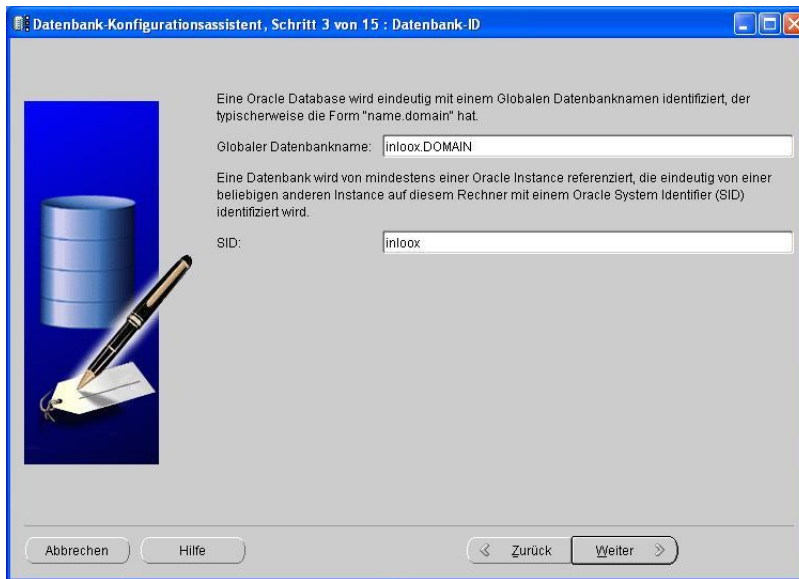 Datenbank-Konfigurationsassistent, Schritt 3 von 15 : Datenbank-ID
Eine Oracle Database wird eindeutig mit einem Globalen Datenbanknamen identifiziert, der
typischerweise die Form "name.domain" hat.
Globaler Datenbankname: inloox.DOMAIN
Eine Datenbank wird von mindestens einer Oracle Instance referenziert, die eindeutig von einer
beliebigen anderen Instance auf diesem Rechner mit einem Oracle System Identifier (SID)
identifiziert wird.
SID: inloox
Abbrechen Hilfe Zurück Weiter